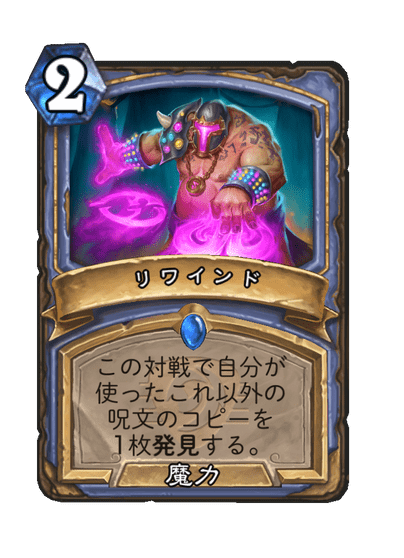 2
リワインド
この対戦で自分が
使ったこれ以外の
呪文のコピーを
1枚発見する。
魔力